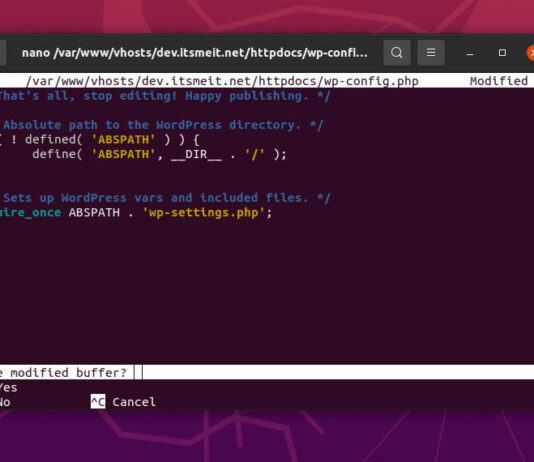 nano /var/www/vhosts/dev.itsmeit.net/httpdocs/wp-confi...
/var/www/vhosts/dev.itsmeit.net/httpdocs/wp-config.php Modified
That's all, stop editing! Happy publishing. */
Absolute path to the WordPress directory. */
( ! defined( 'ABSPATH' ) ) {
define( 'ABSPATH', __DIR__ . '/' );
Sets up WordPress vars and included files. */
uire_once ABSPATH . 'wp-settings.php';
e modified buffer?
Yes
No ^C Cancel